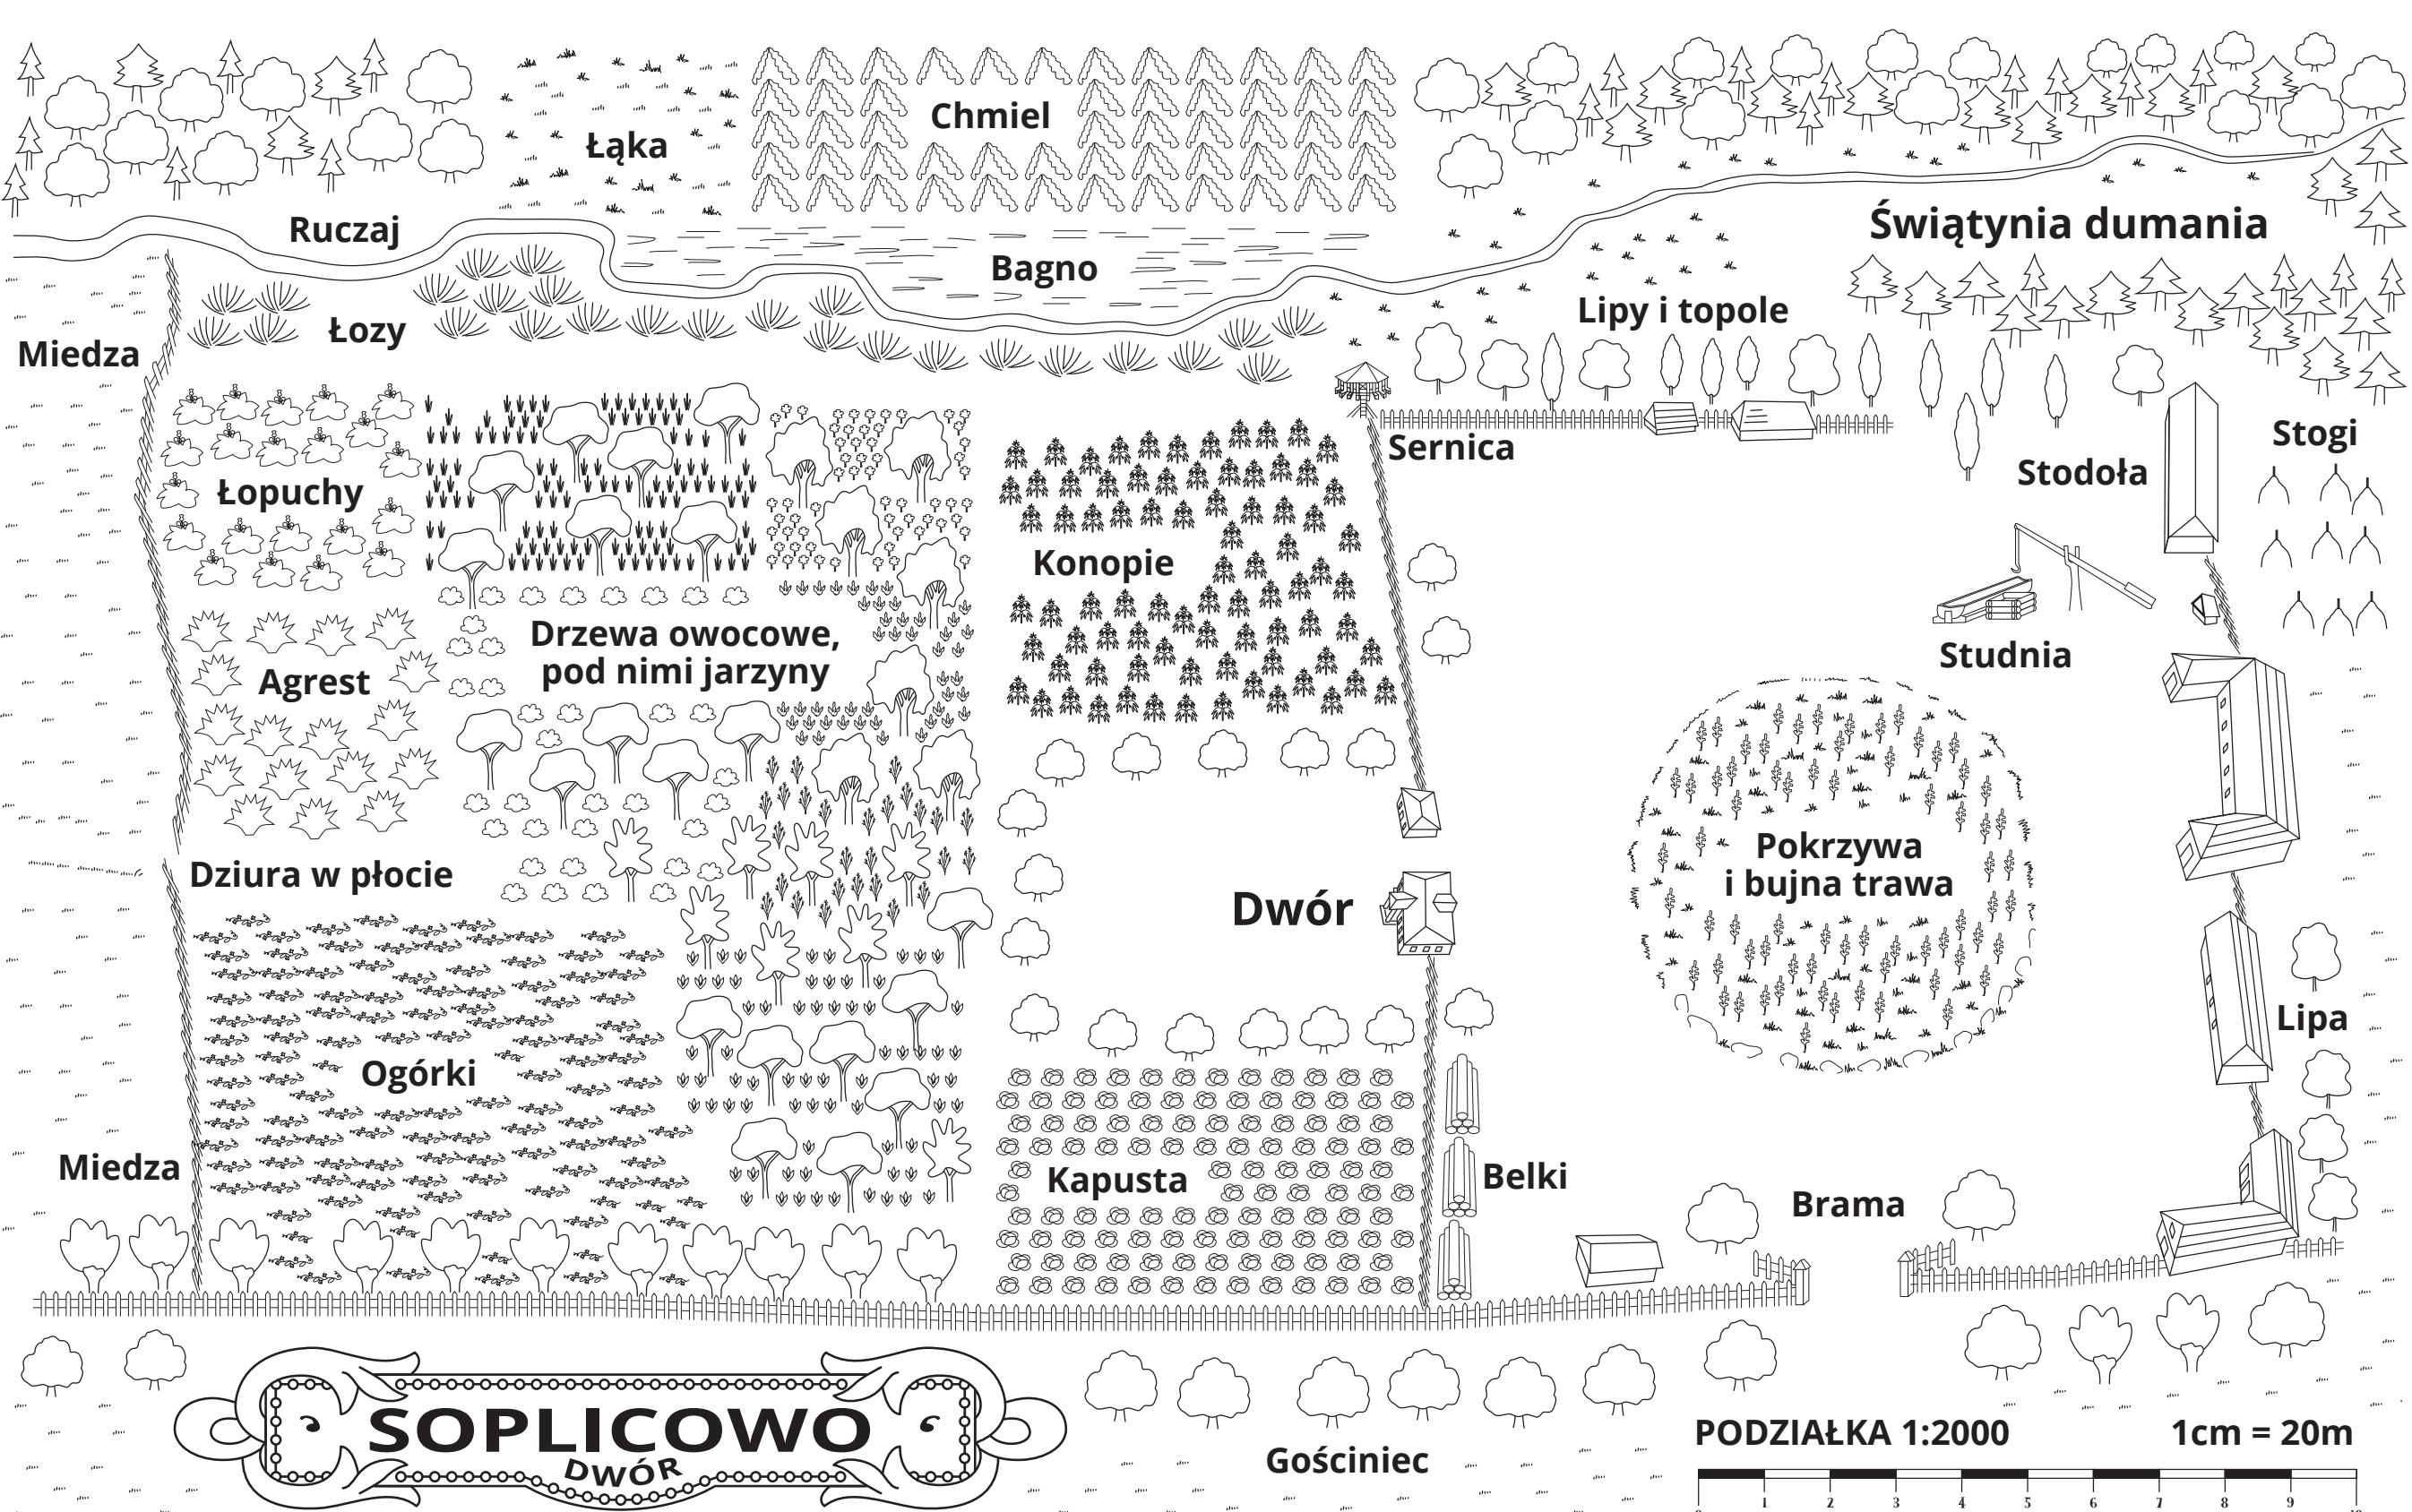 Chmiel
Łąka
Ruczaj
Świątynia dumania
Bagno
Lipy i topole
Łozy
Miedza
Sernica
Stogi
Stodoła
Łopuchy
Konopie
Drzewa owocowe,
pod nimi jarzyny
Studnia
Agrest
Pokrzywa
i bujna trawa
Dziura w płocie
Dwór
Lipa
Ogórki
Miedza
Kapusta
Belki
Brama
SOPLICOWO
DWÓR
Gościniec
PODZIAŁKA 1:2000 1cm = 20m
1 2 3 4 5 6 7 8 9